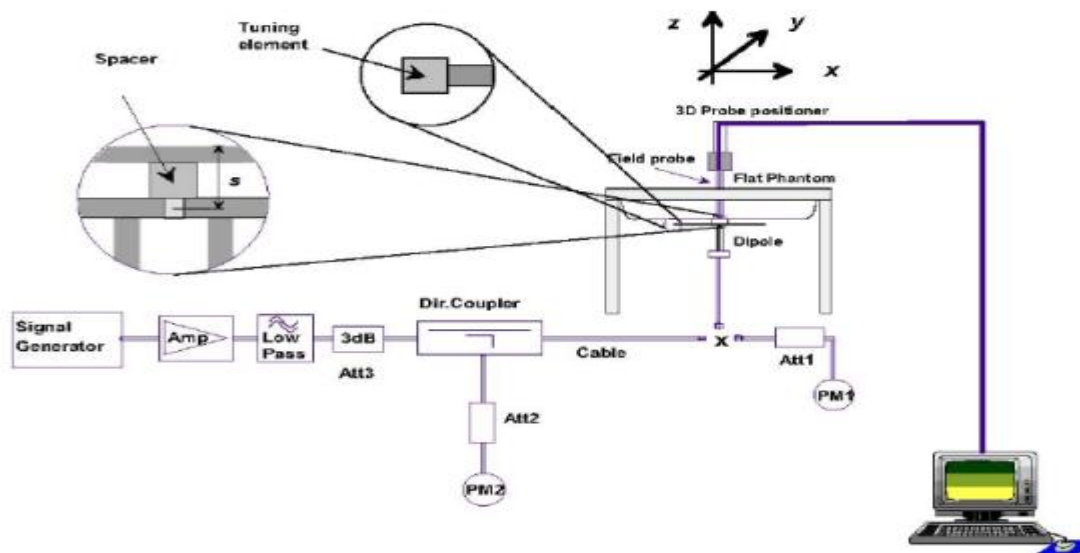 Tuning
element
Spacer
z
y
x
s
3D Probe positioner
Field probe
Flat Phantom
Dipole
Dir.Coupler
Signal
Generator
Amp
Low
Pass
3dB
Att3
Cable
x
Att1
PM1
Att2
PM2